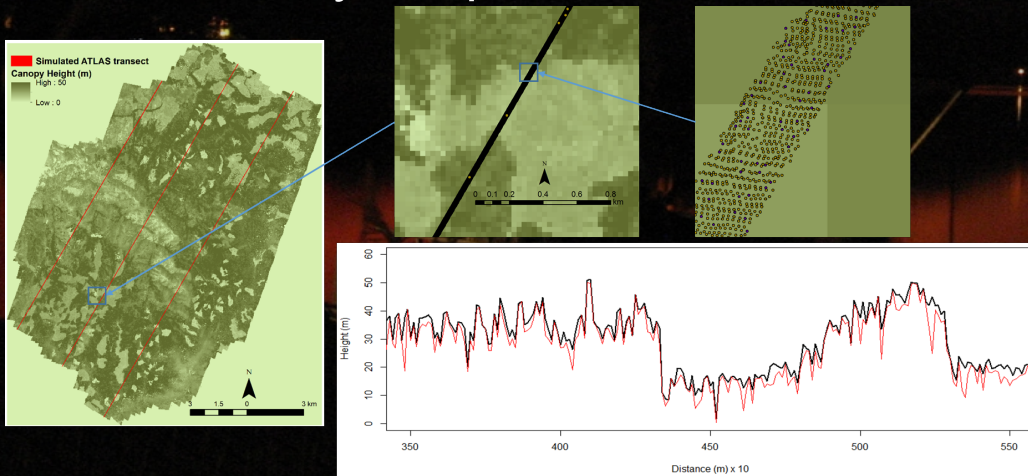 Simulated ATLAS transect
Canopy Height (m)
High : 50
Low : 0
N
3 1.5 0 3 km
N
0 0.1 0.2 0.4 0.6 0.8
km
60
50
40
30
20
10
0
Height (m)
350 400 450 500 550
Distance (m) x 10